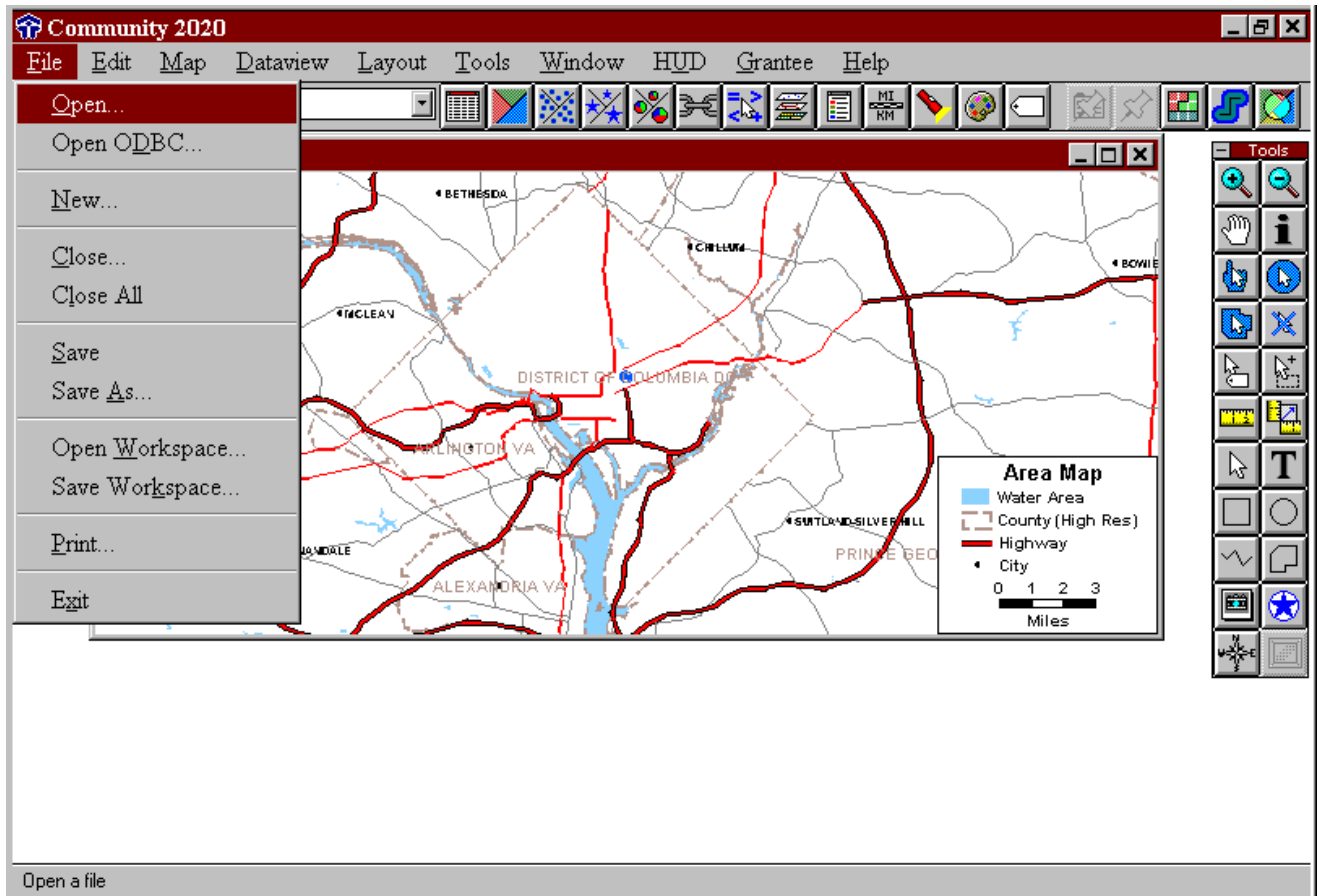 Community 2020
File Edit Map Dataview Layout Tools Window HUD Grantee Help
MI
KM
Open...
Open ODBC...
New...
Close...
Close All
Save
Save As...
Open Workspace...
Save Workspace...
Print...
Exit
Tools
T
BETHESDA
CHILLUM
BOWIE
MCLEAN
DISTRICT OF COLUMBIA DC
ARLINGTON VA
SUITLAND-SILVER HILL
NANDALE
PRINCE GEO
ALEXANDRIA VA
Area Map
Water Area
County (High Res)
Highway
City
0 1 2 3
Miles
Open a file